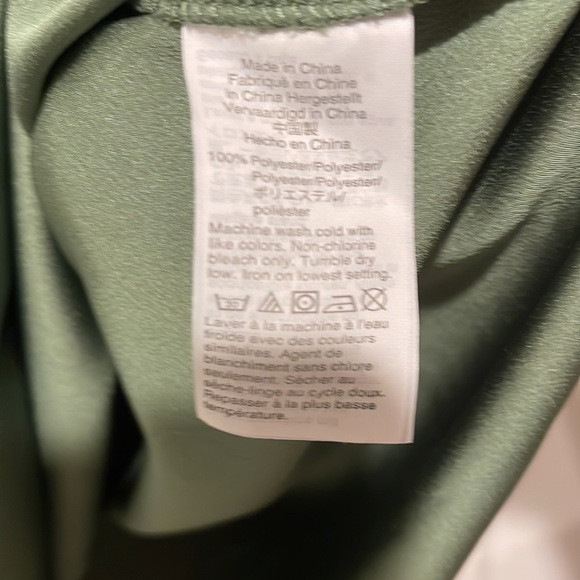 Made in China
Fabriqué en Chine
in China Hergestellt
Vervaardigd in China
中国製
Hecho en China
100% Polyester/Polyester/
Polyester/Polyester/
ポリエステル/
poliéster
Machine wash cold with
like colors. Non-chlorine
bleach only. Tumble dry
low. Iron on lowest setting.
Laver à la machine à l'eau
froide avec des couleurs
similaires. Agent de
blanchiment sans chlore
seulement. Sécher au
sèche-linge au cycle doux.
Repasser à la plus basse
température.